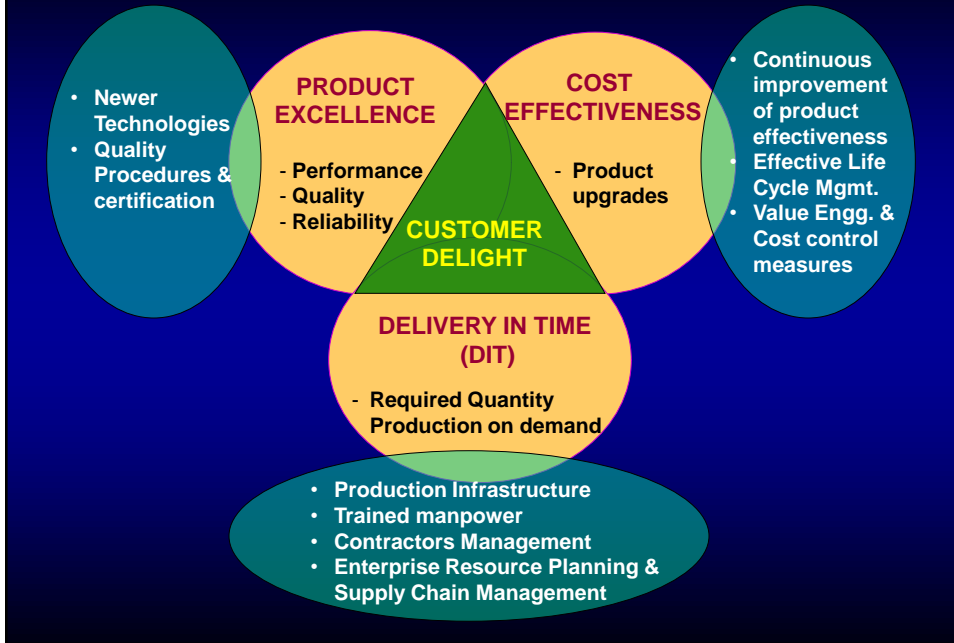 • Newer
Technologies
• Quality
Procedures &
certification
PRODUCT
EXCELLENCE
- Performance
- Quality
- Reliability
COST
EFFECTIVENESS
- Product
upgrades
• Continuous
improvement
of product
effectiveness
• Effective Life
Cycle Mgmt.
• Value Engg. &
Cost control
measures
CUSTOMER
DELIGHT
DELIVERY IN TIME
(DIT)
- Required Quantity
Production on demand
• Production Infrastructure
• Trained manpower
• Contractors Management
• Enterprise Resource Planning &
Supply Chain Management